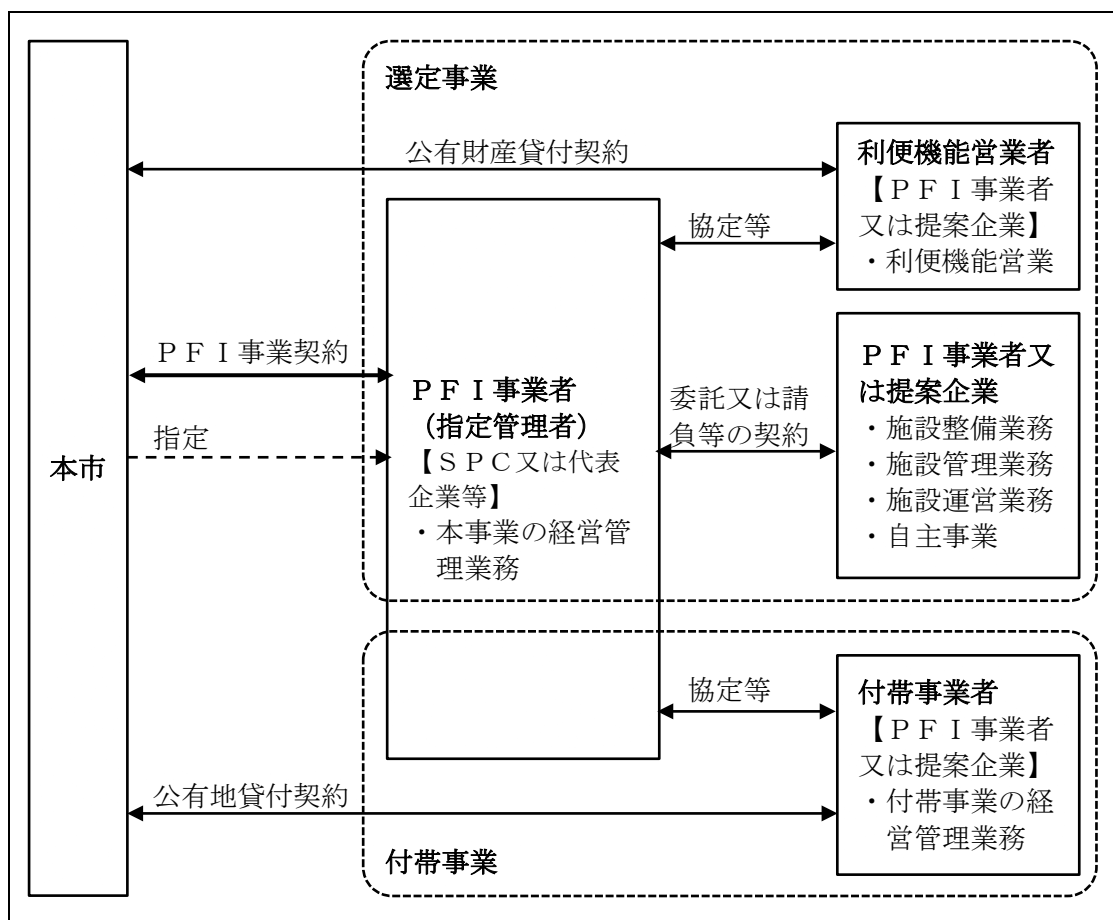 選定事業
公有財産貸付契約
利便機能営業者
【ＰＦＩ事業者
又は提案企業】
・利便機能営業
協定等
ＰＦＩ事業契約
指定
本市
ＰＦＩ事業者
（指定管理者）
【ＳＰＣ又は代表
企業等】
・本事業の経営管
理業務
委託又は請
負等の契約
ＰＦＩ事業者又
は提案企業
・施設整備業務
・施設管理業務
・施設運営業務
・自主事業
協定等
付帯事業者
【ＰＦＩ事業者
又は提案企業】
・付帯事業の経
営管理業務
公有地貸付契約
付帯事業